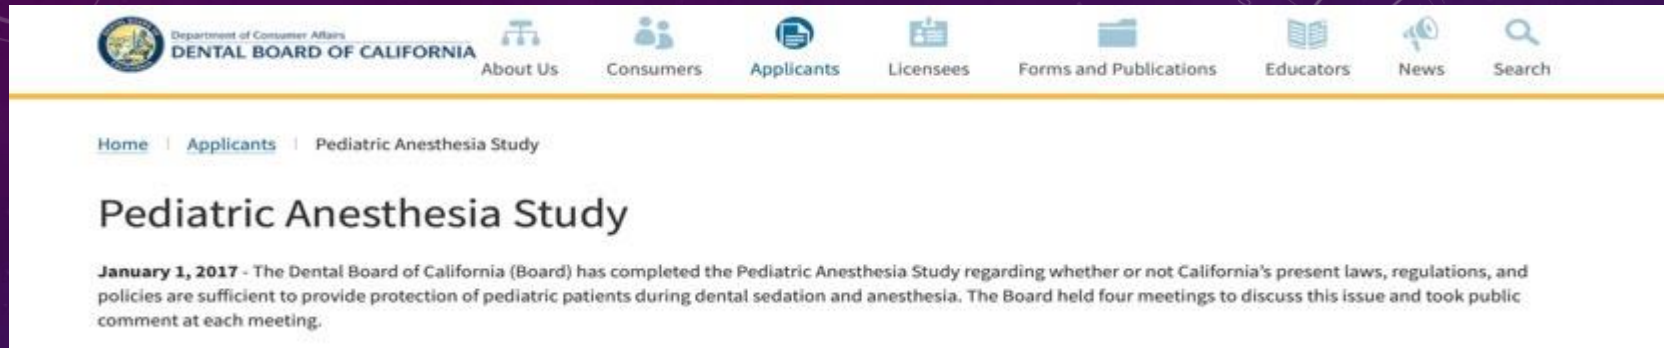 Department of Consumer Affairs
DENTAL BOARD OF CALIFORNIA
About Us
Consumers
Applicants
Licensees
Forms and Publications
Educators
News
Search
Home | Applicants | Pediatric Anesthesia Study
Pediatric Anesthesia Study
January 1, 2017 - The Dental Board of California (Board) has completed the Pediatric Anesthesia Study regarding whether or not California's present laws, regulations, and
policies are sufficient to provide protection of pediatric patients during dental sedation and anesthesia. The Board held four meetings to discuss this issue and took public
comment at each meeting.